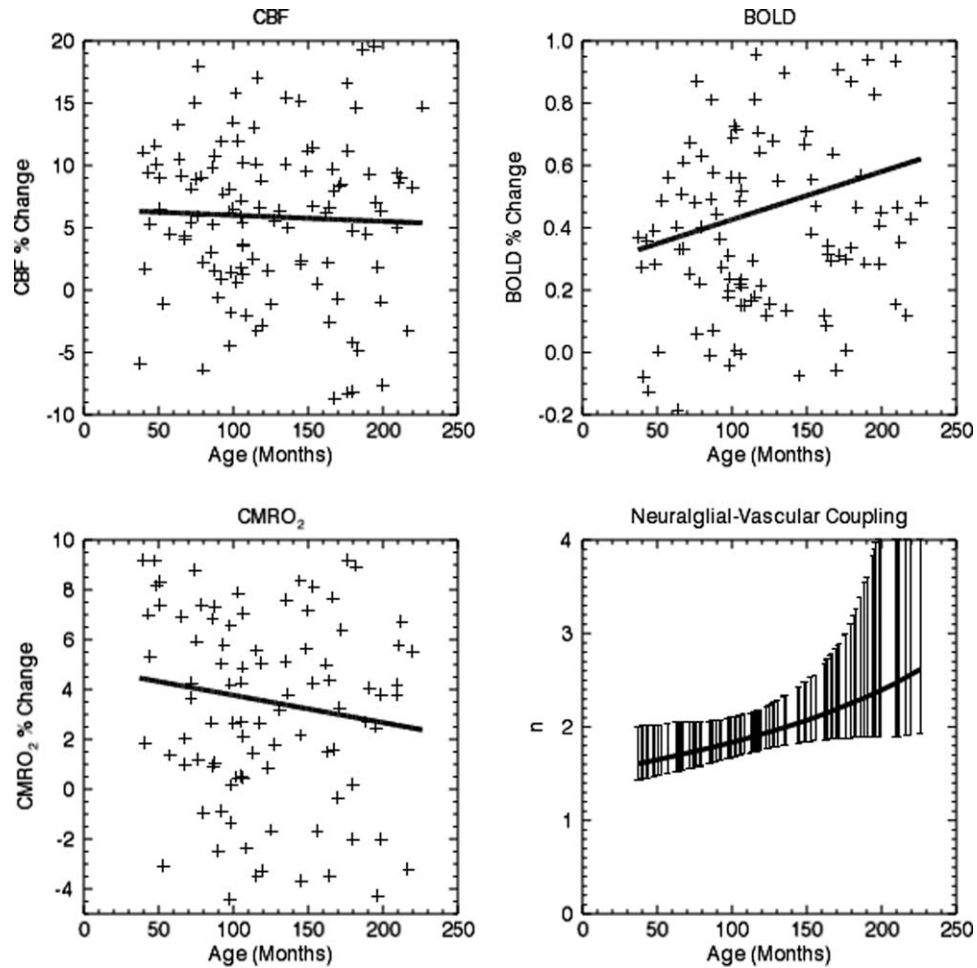 CBF
20
15
10
5
0
-5
-10
CBF % Change
0 50 100 150 200 250
Age (Months)
BOLD
1.0
0.8
0.6
0.4
0.2
0.0
-0.2
BOLD % Change
0 50 100 150 200 250
Age (Months)
CMRO₂
10
8
6
4
2
0
-2
-4
CMRO₂ % Change
0 50 100 150 200 250
Age (Months)
Neuralglial-Vascular Coupling
4
3
2
1
0
n
0 50 100 150 200 250
Age (Months)